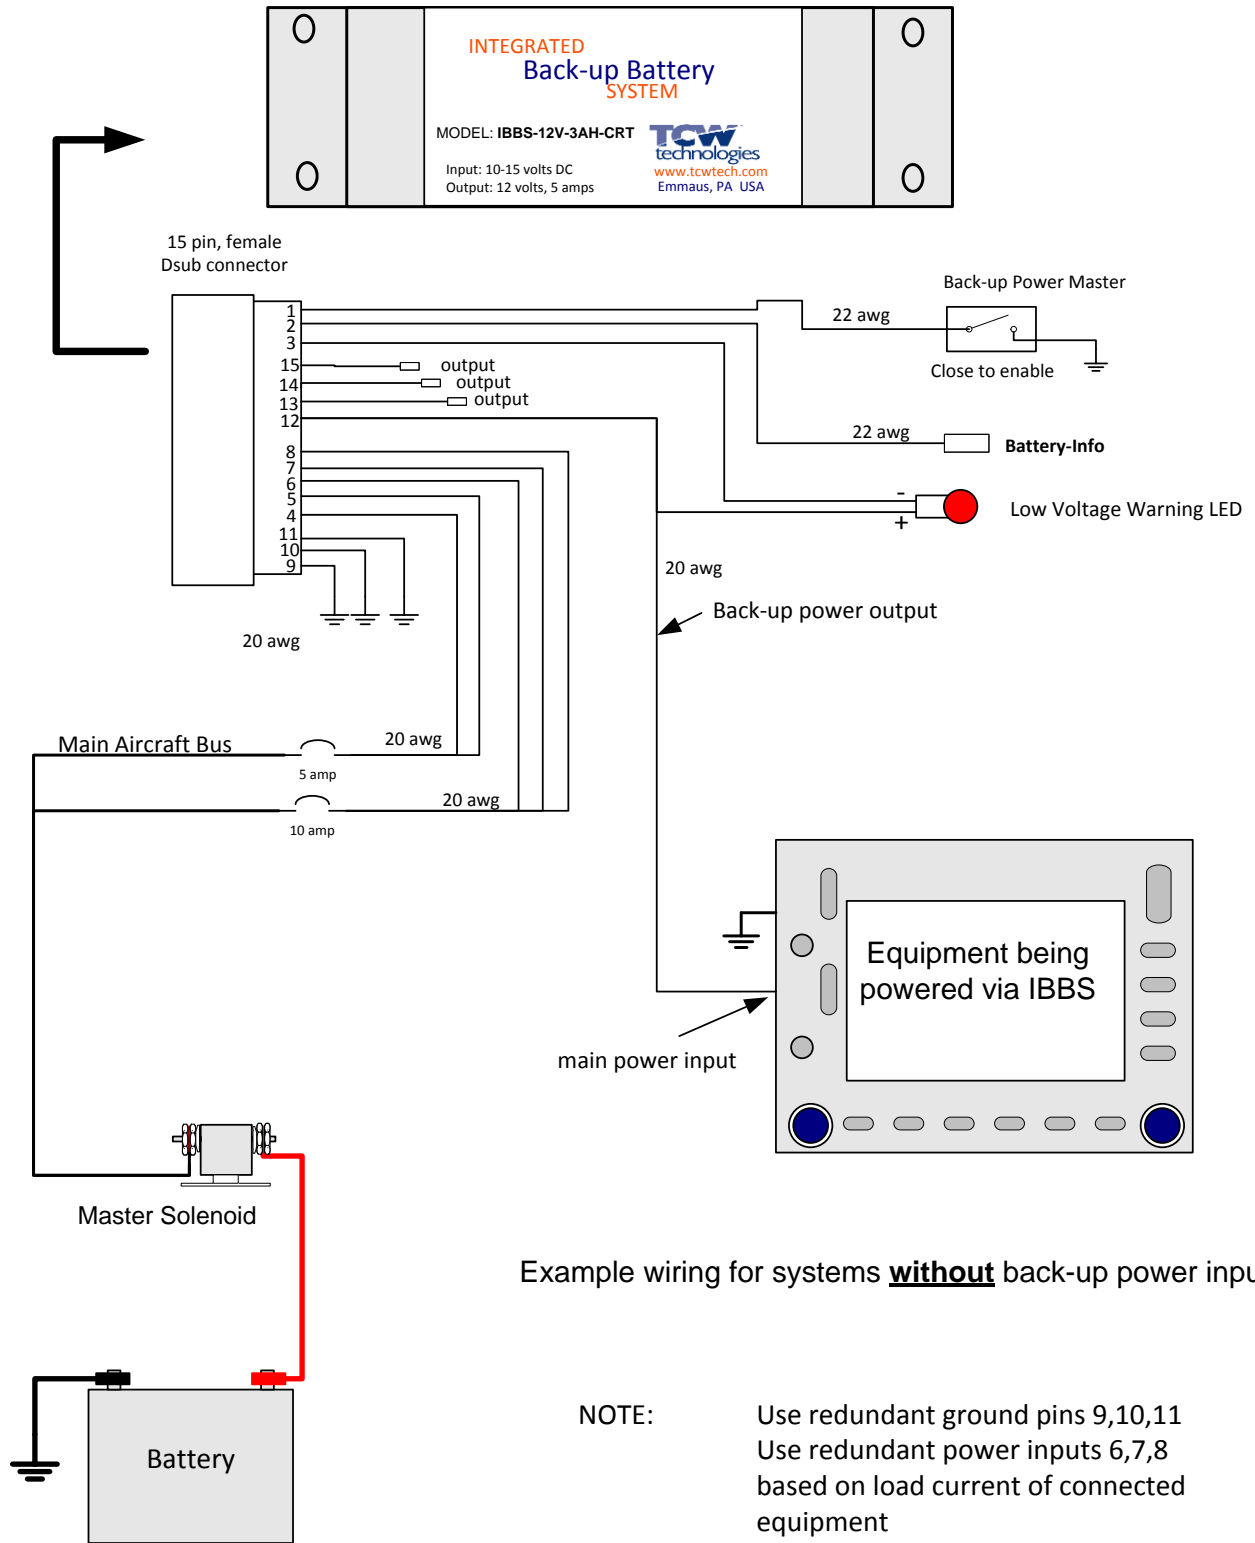 INTEGRATED
Back-up Battery
SYSTEM
MODEL: IBBS-12V-3AH-CRT
TCW
technologies
www.tcwtech.com
Emmaus, PA USA
Input: 10-15 volts DC
Output: 12 volts, 5 amps
15 pin, female
Dsub connector
1
2
3
15
14
13
12
8
7
6
5
4
11
10
9
output
output
output
22 awg
Back-up Power Master
Close to enable
22 awg
Battery-Info
-
+
Low Voltage Warning LED
20 awg
Back-up power output
20 awg
Main Aircraft Bus
5 amp
20 awg
10 amp
20 awg
Equipment being
powered via IBBS
main power input
Master Solenoid
Example wiring for systems without back-up power inpu
Battery
NOTE:
Use redundant ground pins 9,10,11
Use redundant power inputs 6,7,8
based on load current of connected
equipment